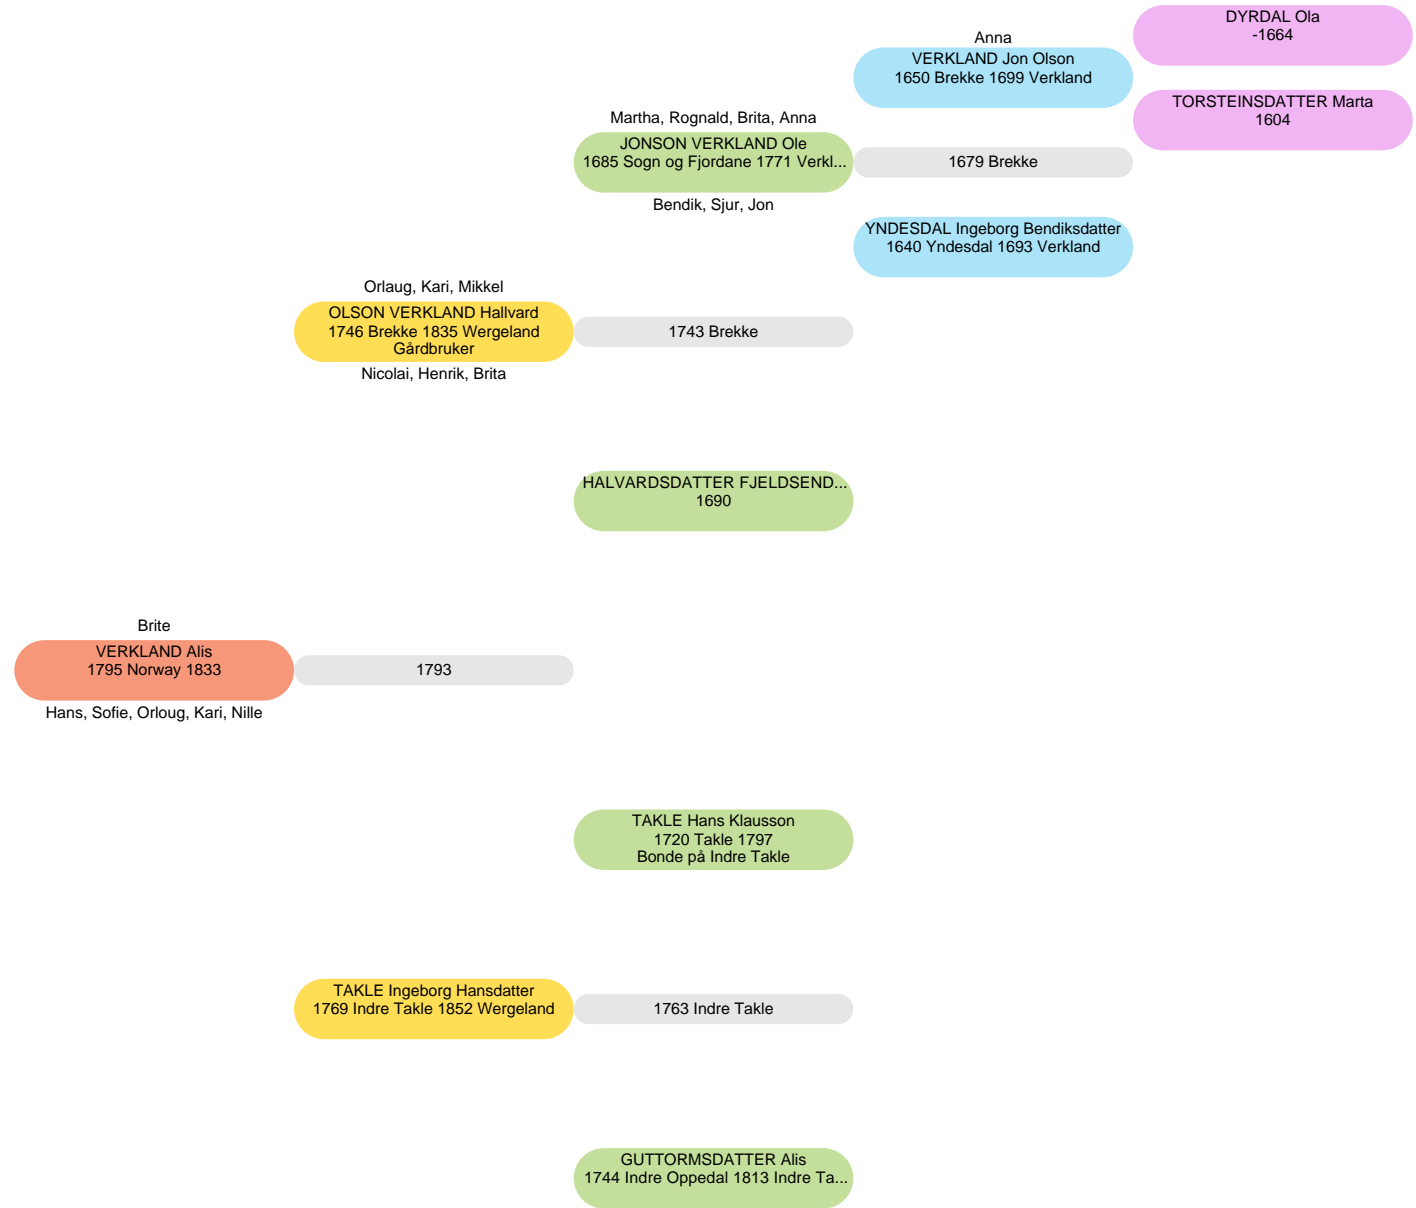 DYRDAL Ola
-1664
Anna
VERKLAND Jon Olson
1650 Brekke 1699 Verkland
TORSTEINSDATTER Marta
1604
Martha, Rognald, Brita, Anna
JONSON VERKLAND Ole
1685 Sogn og Fjordane 1771 Verkl...
1679 Brekke
Bendik, Sjur, Jon
YNDESDAL Ingeborg Bendiksdatter
1640 Yndesdal 1693 Verkland
Orlaug, Kari, Mikkel
OLSON VERKLAND Hallvard
1746 Brekke 1835 Wergeland
Gårdbruker
1743 Brekke
Nicolai, Henrik, Brita
HALVARDSDATTER FJELDSEND...
1690
Brite
VERKLAND Alis
1795 Norway 1833
1793
Hans, Sofie, Orloug, Kari, Nille
TAKLE Hans Klausson
1720 Takle 1797
Bonde på Indre Takle
TAKLE Ingeborg Hansdatter
1769 Indre Takle 1852 Wergeland
1763 Indre Takle
GUTTORMSDATTER Alis
1744 Indre Oppedal 1813 Indre Ta...